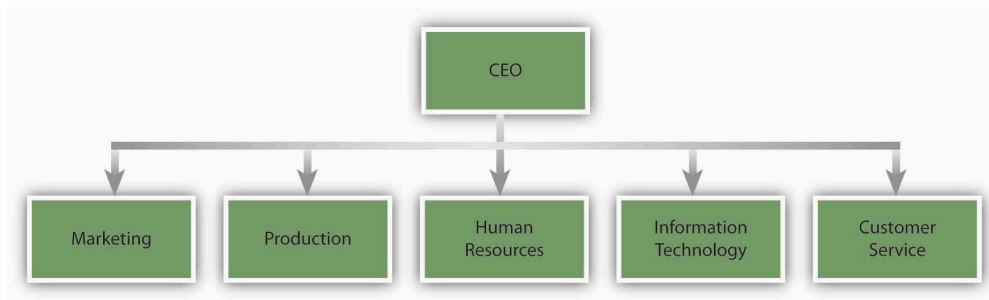 CEO
Marketing
Production
Human
Resources
Information
Technology
Customer
Service